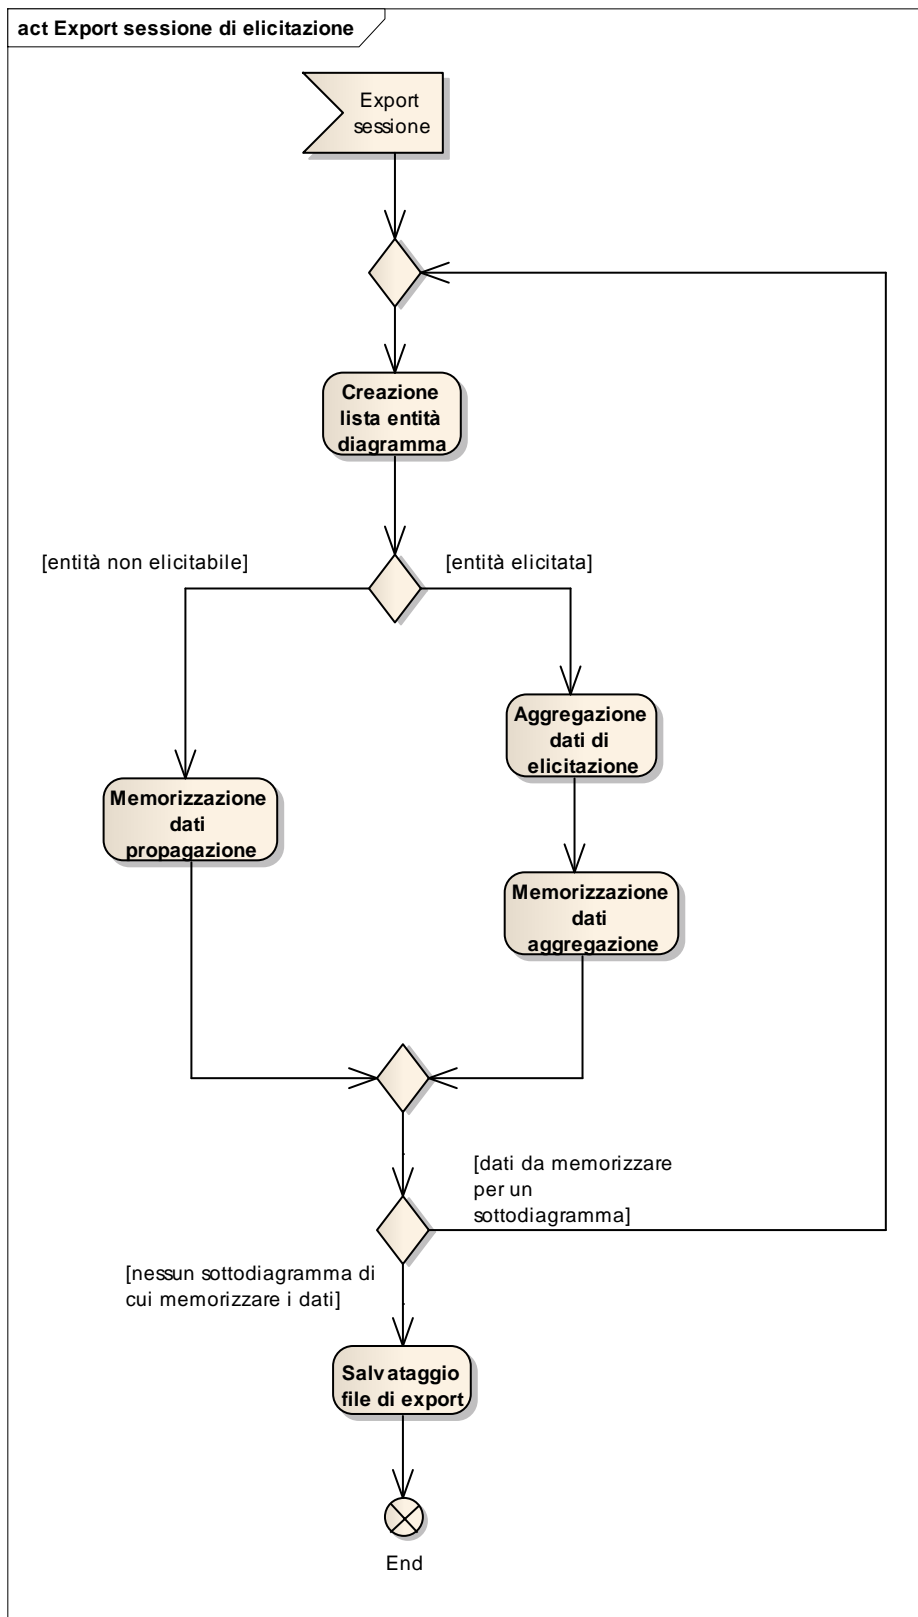 act Export sessione di elicitazione
Export
sessione
Creazione
lista entità
diagramma
[entità non elicitabile]
[entità elicitata]
Aggregazione
dati di
elicitazione
Memorizzazione
dati
propagazione
Memorizzazione
dati
aggregazione
[dati da memorizzare
per un
sottodiagramma]
[nessun sottodiagramma di
cui memorizzare i dati]
Salvataggio
file di export
End